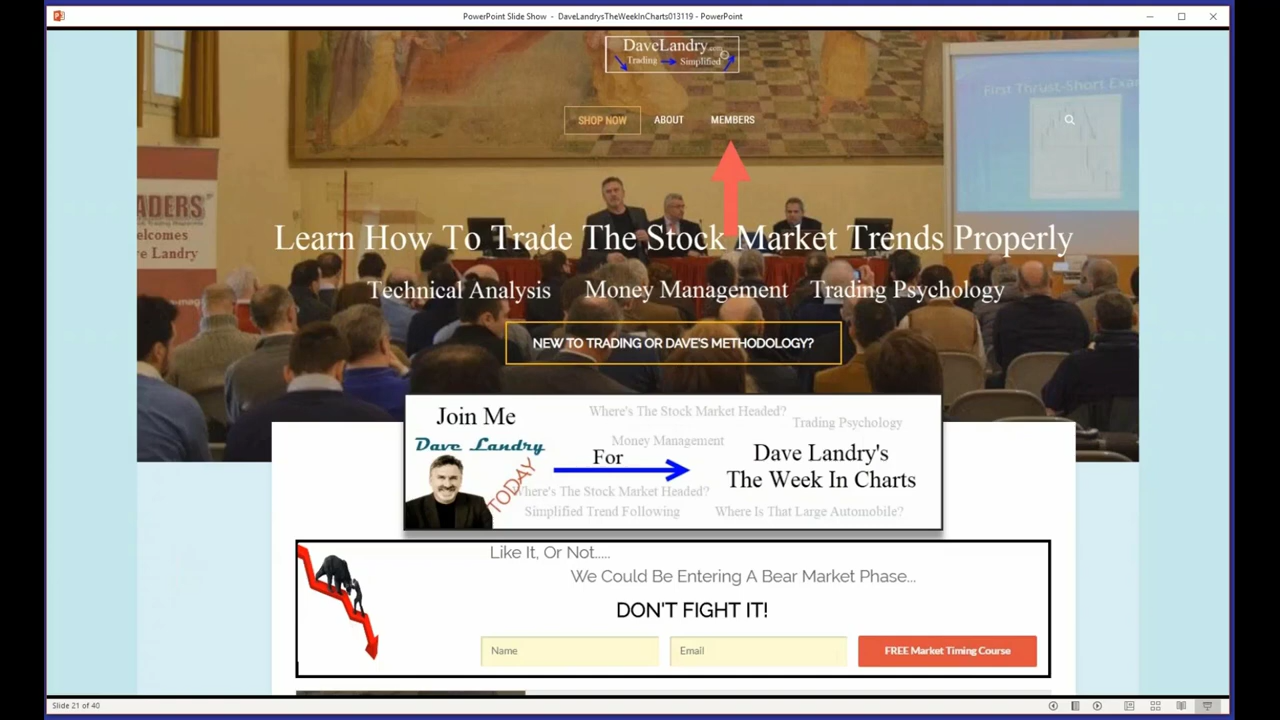 PowerPoint Slide Show - DaveLandrysTheWeekInCharts013119 - PowerPoint
DaveLandry.com
Trading Simplified
First Thrust-Short
SHOP NOW ABOUT MEMBERS
Learn How To Trade The Stock Market Trends Properly
Technical Analysis Money Management Trading Psychology
NEW TO TRADING OR DAVE'S METHODOLOGY?
Join Me
Dave Landry
TODAY
For
Where's The Stock Market Headed?
Trading Psychology
Money Management
Dave Landry's
The Week In Charts
Where's The Stock Market Headed?
Simplified Trend Following
Where Is That Large Automobile?
Like It, Or Not.....
We Could Be Entering A Bear Market Phase...
DON'T FIGHT IT!
Name Email FREE Market Timing Course
Slide 21 of 40